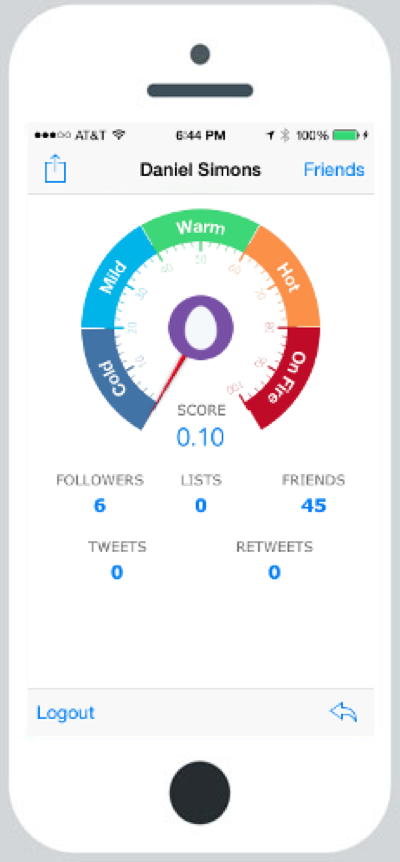 AT&T 6:44 PM 100%
Daniel Simons Friends
Cold Mild Warm Hot On Fire
10 20 30 40 50 60 70 80 90 100
SCORE
0.10
FOLLOWERS LISTS FRIENDS
6 0 45
TWEETS RETWEETS
0 0
Logout